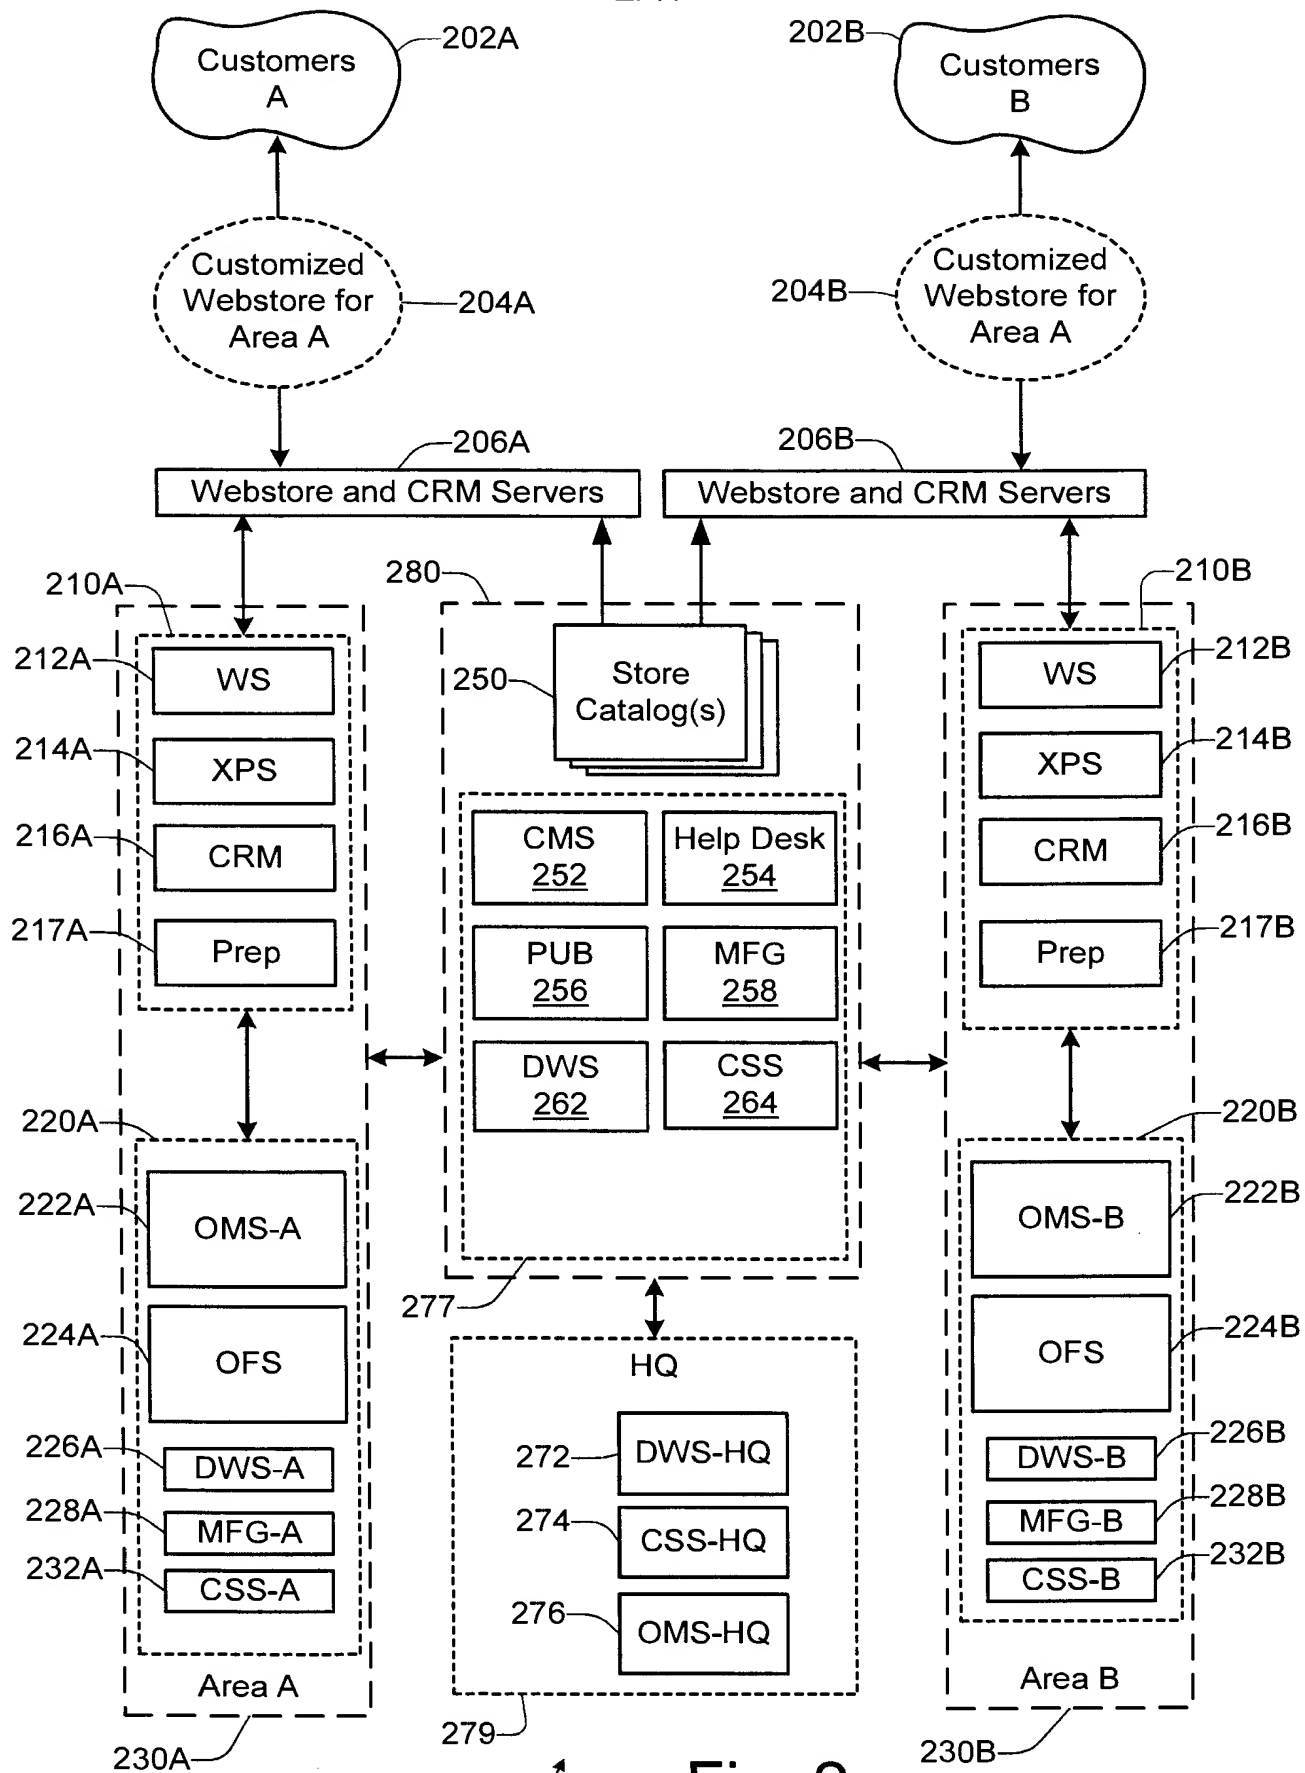 202A
Customers
A
202B
Customers
B
Customized
Webstore for
Area A
204A
204B
Customized
Webstore for
Area A
206A
Webstore and CRM Servers
206B
Webstore and CRM Servers
210A
212A
WS
214A
XPS
216A
CRM
217A
Prep
220A
222A
OMS-A
224A
OFS
226A
DWS-A
228A
MFG-A
232A
CSS-A
Area A
230A
280
250
Store
Catalog(s)
CMS
252
Help Desk
254
PUB
256
MFG
258
DWS
262
CSS
264
277
HQ
272
DWS-HQ
274
CSS-HQ
276
OMS-HQ
279
210B
WS
212B
XPS
214B
CRM
216B
Prep
217B
220B
OMS-B
222B
OFS
224B
DWS-B
226B
MFG-B
228B
CSS-B
232B
Area B
230B